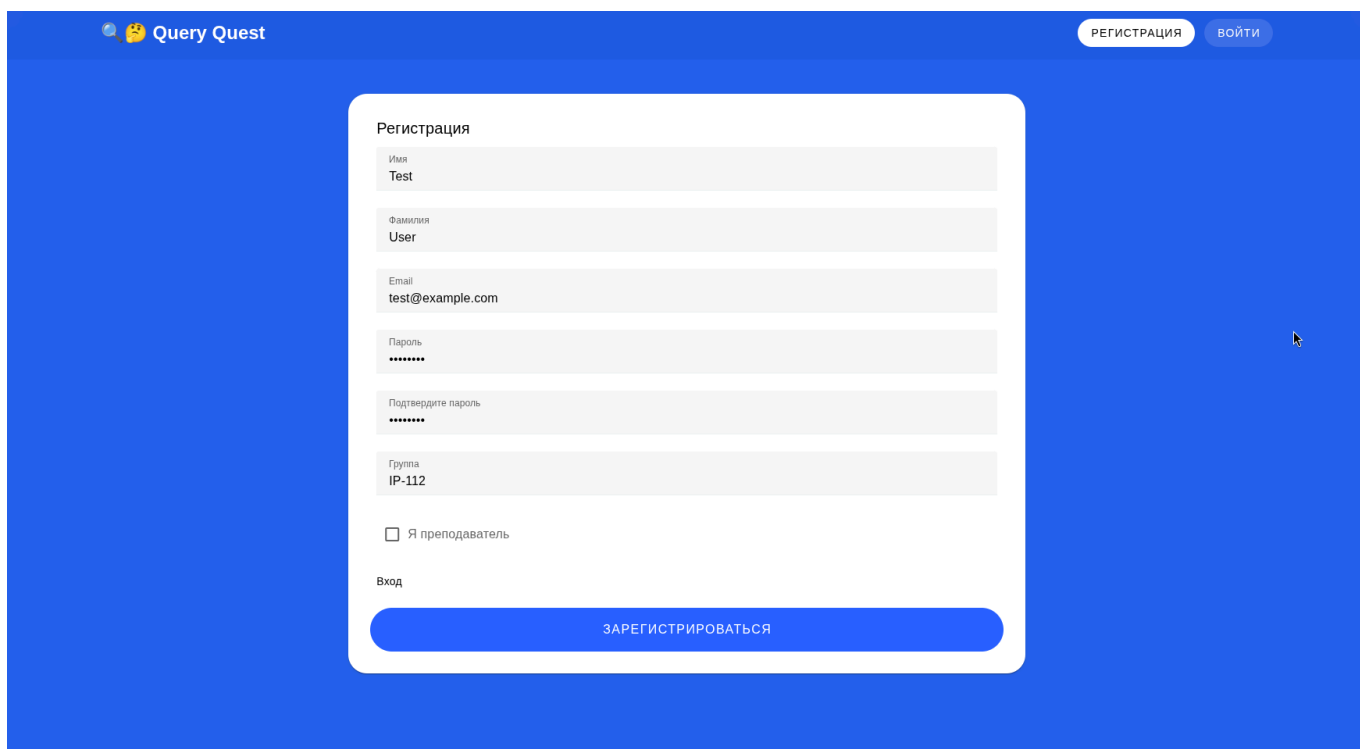 🔍🤔 Query Quest РЕГИСТРАЦИЯ ВОЙТИ
Регистрация
Имя
Test
Фамилия
User
Email
test@example.com
Пароль
••••••••
Подтвердите пароль
••••••••
Группа
IP-112
Я преподаватель
Вход
ЗАРЕГИСТРИРОВАТЬСЯ